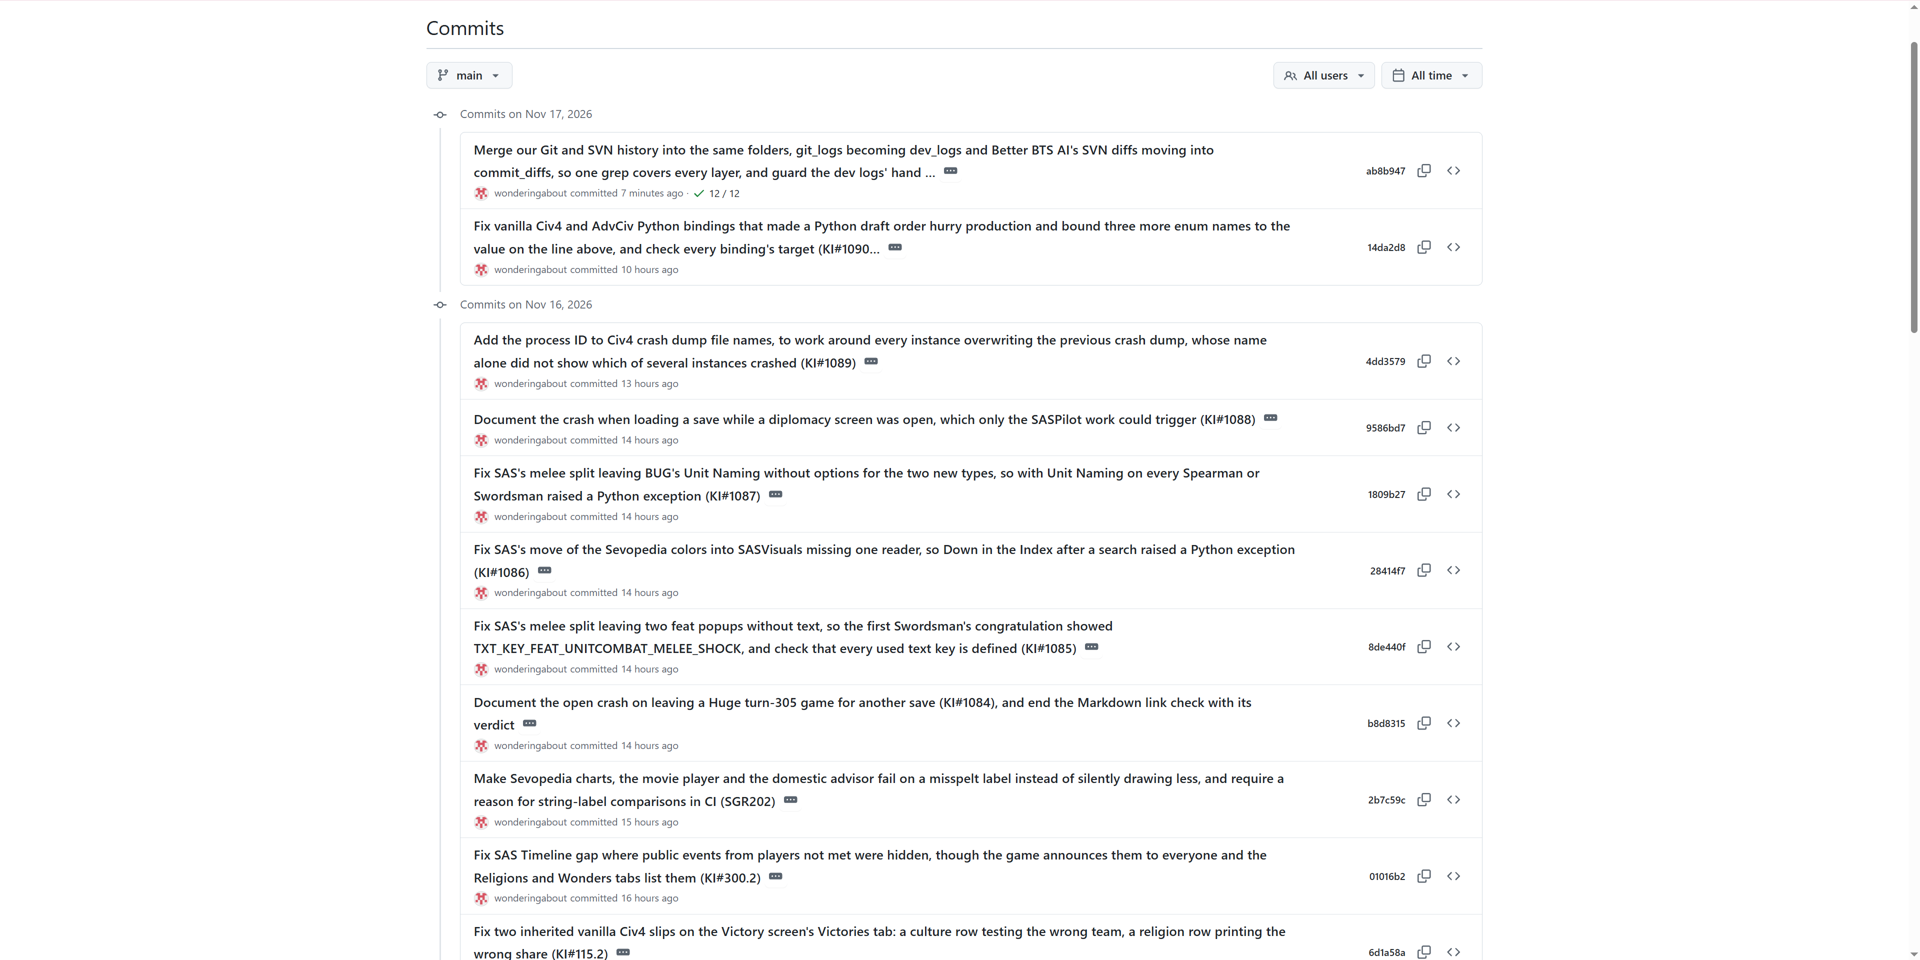 Commits
main
All users
All time
Commits on Nov 17, 2026
Merge our Git and SVN history into the same folders, git_logs becoming dev_logs and Better BTS AI's SVN diffs moving into
commit_diffs, so one grep covers every layer, and guard the dev logs' hand ...
ab8b947
wonderingabout committed 7 minutes ago · 12 / 12
Fix vanilla Civ4 and AdvCiv Python bindings that made a Python draft order hurry production and bound three more enum names to the
value on the line above, and check every binding's target (KI#1090...
14da2d8
wonderingabout committed 10 hours ago
Commits on Nov 16, 2026
Add the process ID to Civ4 crash dump file names, to work around every instance overwriting the previous crash dump, whose name
alone did not show which of several instances crashed (KI#1089)
4dd3579
wonderingabout committed 13 hours ago
Document the crash when loading a save while a diplomacy screen was open, which only the SASPilot work could trigger (KI#1088)
9586bd7
wonderingabout committed 14 hours ago
Fix SAS's melee split leaving BUG's Unit Naming without options for the two new types, so with Unit Naming on every Spearman or
Swordsman raised a Python exception (KI#1087)
1809b27
wonderingabout committed 14 hours ago
Fix SAS's move of the Sevopedia colors into SASVisuals missing one reader, so Down in the Index after a search raised a Python exception
(KI#1086)
28414f7
wonderingabout committed 14 hours ago
Fix SAS's melee split leaving two feat popups without text, so the first Swordsman's congratulation showed
TXT_KEY_FEAT_UNITCOMBAT_MELEE_SHOCK, and check that every used text key is defined (KI#1085)
8de440f
wonderingabout committed 14 hours ago
Document the open crash on leaving a Huge turn-305 game for another save (KI#1084), and end the Markdown link check with its
verdict
b8d8315
wonderingabout committed 14 hours ago
Make Sevopedia charts, the movie player and the domestic advisor fail on a misspelt label instead of silently drawing less, and require a
reason for string-label comparisons in CI (SGR202)
2b7c59c
wonderingabout committed 15 hours ago
Fix SAS Timeline gap where public events from players not met were hidden, though the game announces them to everyone and the
Religions and Wonders tabs list them (KI#300.2)
01016b2
wonderingabout committed 16 hours ago
Fix two inherited vanilla Civ4 slips on the Victory screen's Victories tab: a culture row testing the wrong team, a religion row printing the
wrong share (KI#115.2)
6d1a58a